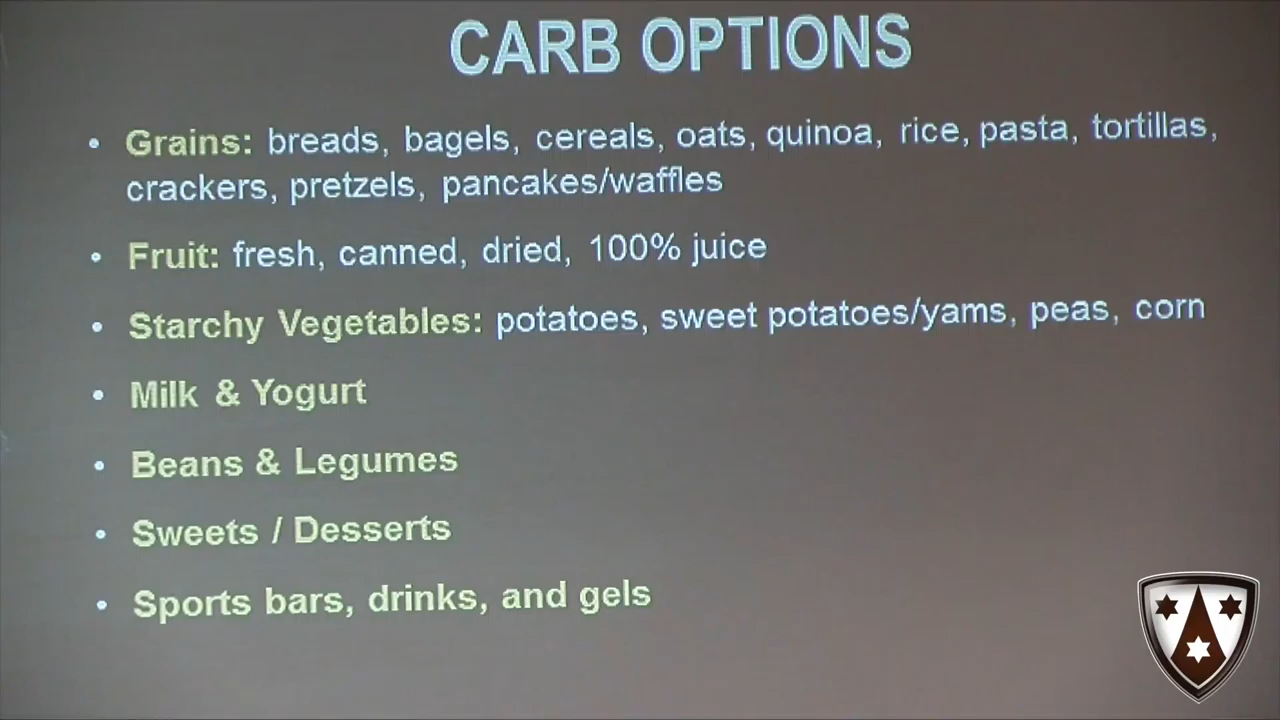 CARB OPTIONS
• Grains: breads, bagels, cereals, oats, quinoa, rice, pasta, tortillas,
crackers, pretzels, pancakes/waffles
• Fruit: fresh, canned, dried, 100% juice
• Starchy Vegetables: potatoes, sweet potatoes/yams, peas, corn
• Milk & Yogurt
• Beans & Legumes
• Sweets / Desserts
• Sports bars, drinks, and gels